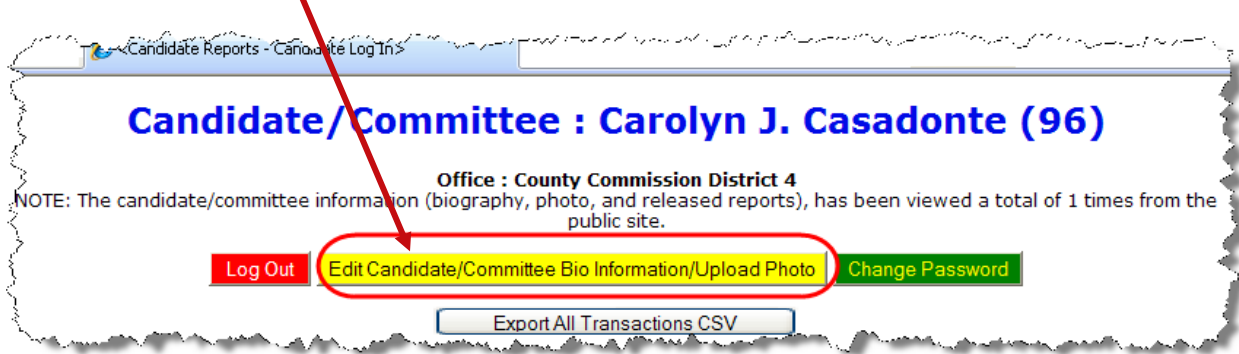 <Candidate Reports - Candidate Log In>
Candidate/Committee : Carolyn J. Casadonte (96)
Office : County Commission District 4
NOTE: The candidate/committee information (biography, photo, and released reports), has been viewed a total of 1 times from the
public site.
Log Out Edit Candidate/Committee Bio Information/Upload Photo Change Password
Export All Transactions CSV